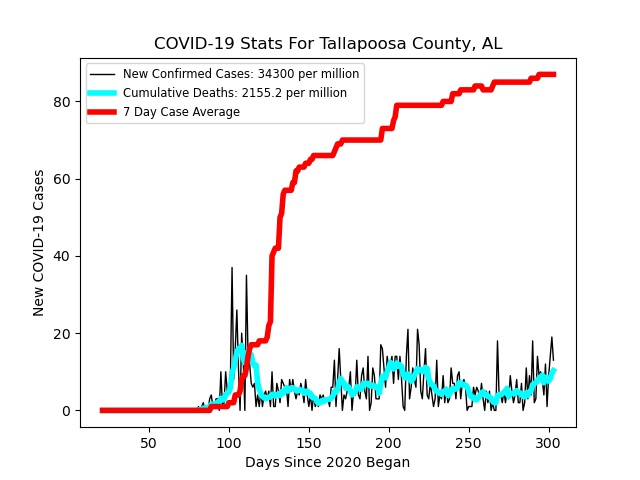 COVID-19 Stats For Tallapoosa County, AL
New Confirmed Cases: 34300 per million
Cumulative Deaths: 2155.2 per million
7 Day Case Average
New COVID-19 Cases
80
60
40
20
0
50 100 150 200 250 300
Days Since 2020 Began